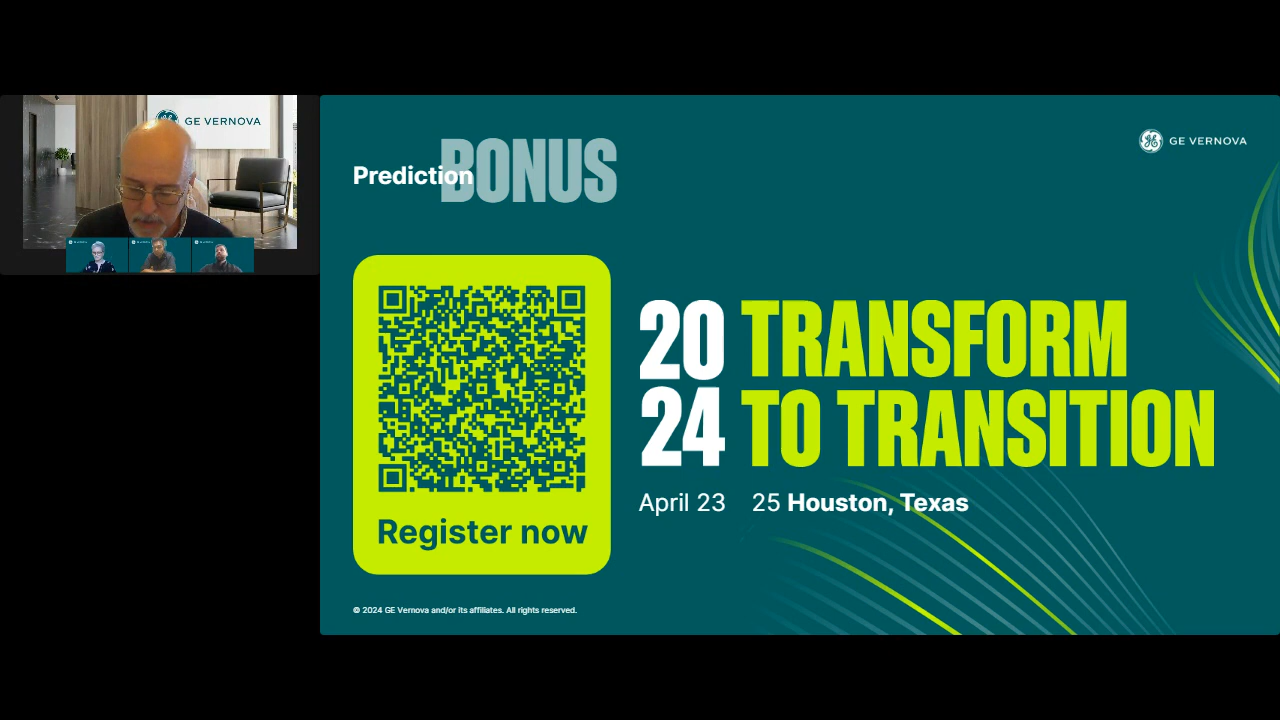 GE VERNOVA
Prediction BONUS
GE VERNOVA
20 TRANSFORM
24 TO TRANSITION
April 23 25 Houston, Texas
Register now
© 2024 GE Vernova and/or its affiliates. All rights reserved.